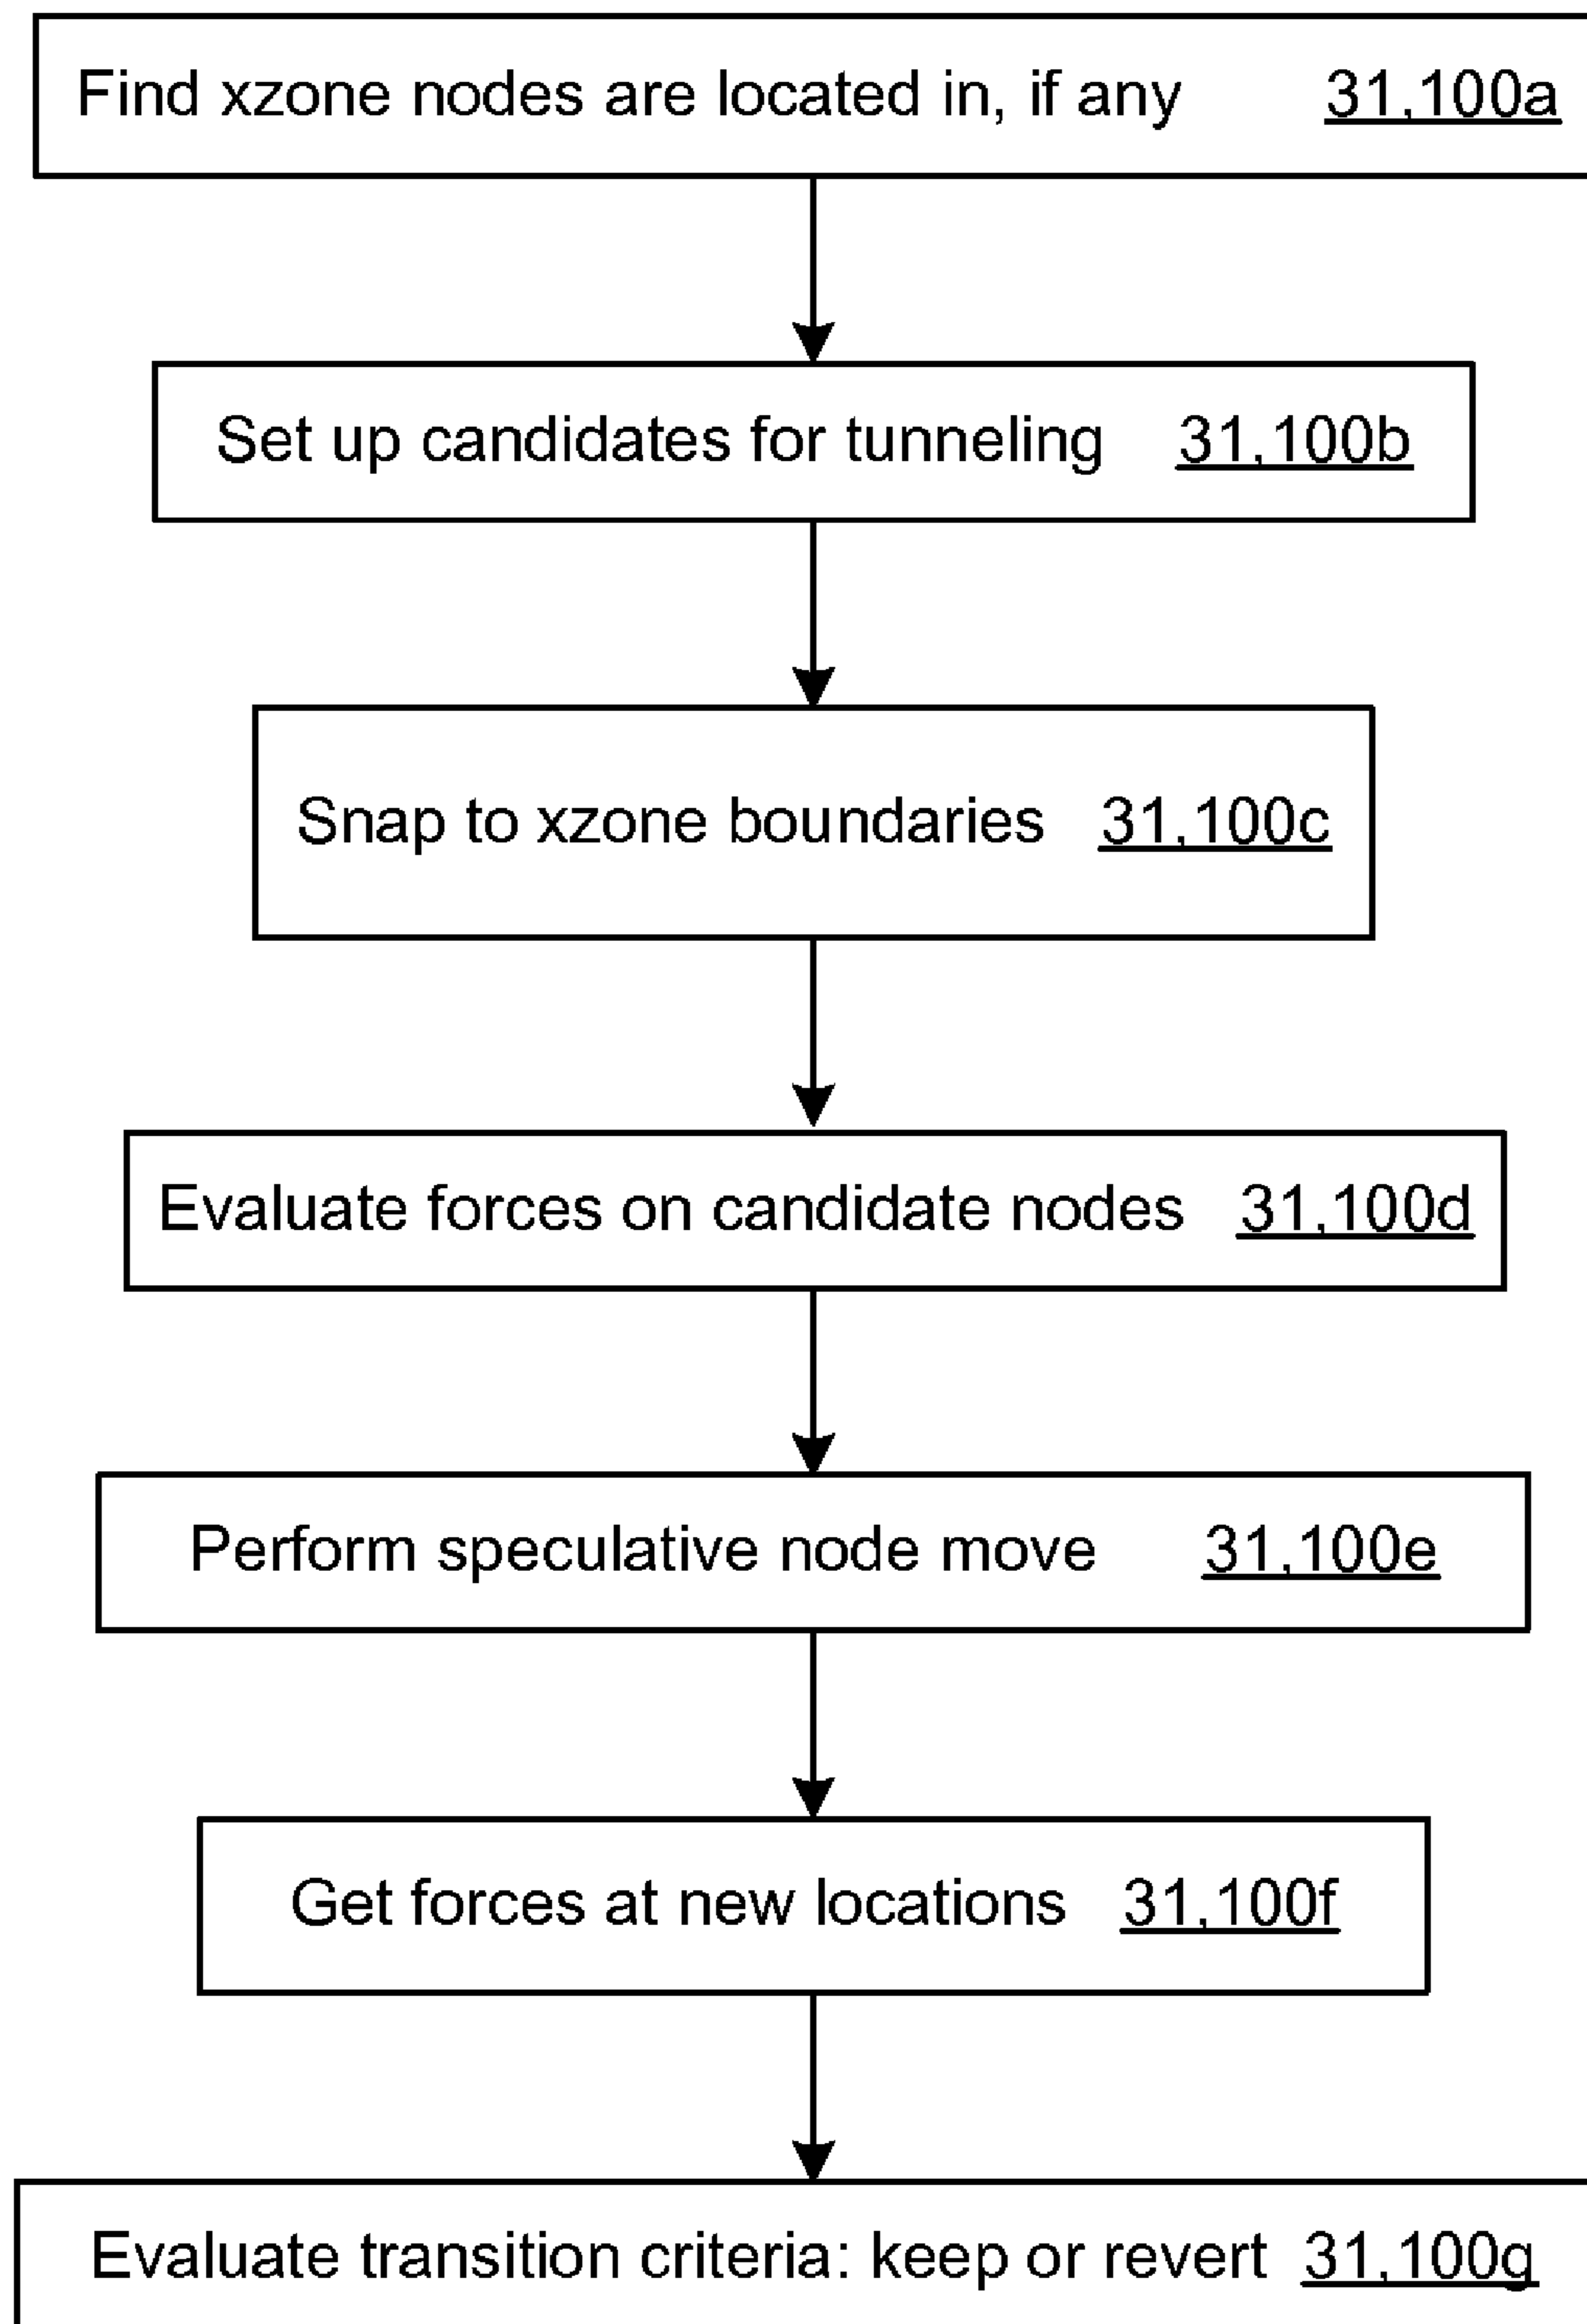 Find xzone nodes are located in, if any 31,100a
Set up candidates for tunneling 31,100b
Snap to xzone boundaries 31,100c
Evaluate forces on candidate nodes 31,100d
Perform speculative node move 31,100e
Get forces at new locations 31,100f
Evaluate transition criteria: keep or revert 31,100g